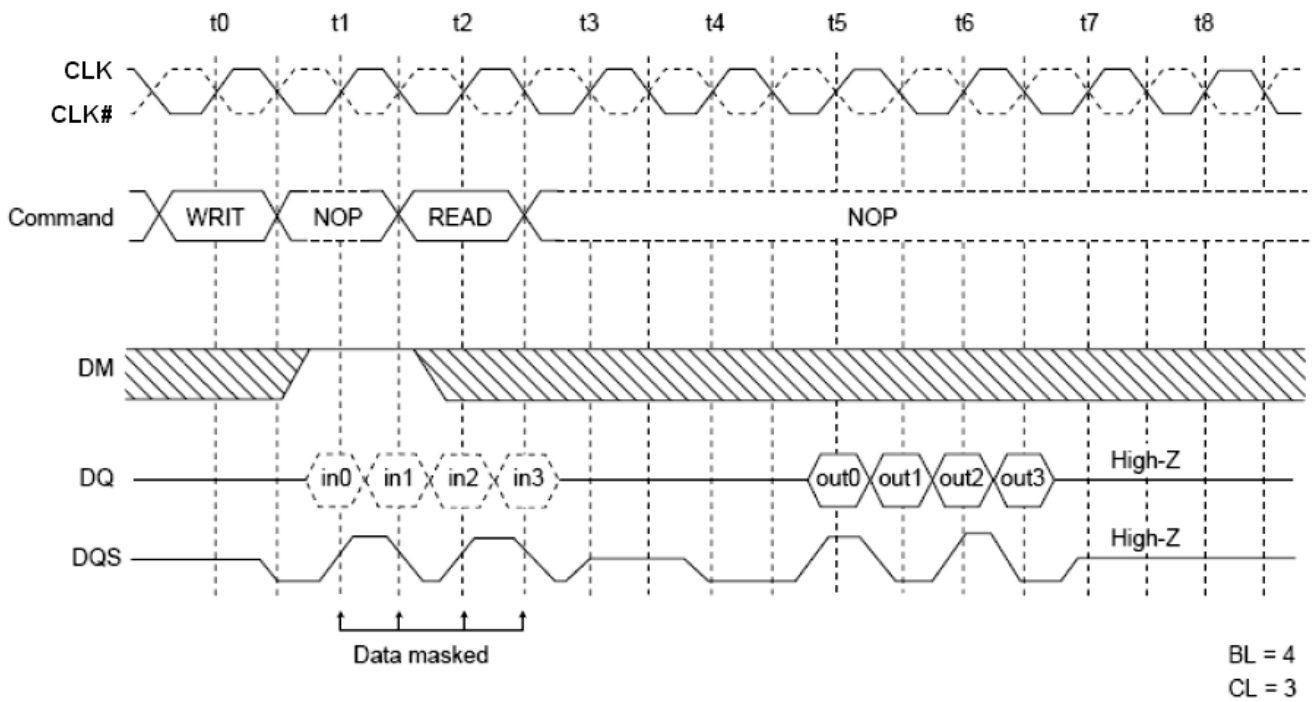 t0 t1 t2 t3 t4 t5 t6 t7 t8
CLK
CLK#
Command WRIT NOP READ NOP
DM
DQ in0 in1 in2 in3 out0 out1 out2 out3 High-Z
DQS High-Z
Data masked
BL = 4
CL = 3